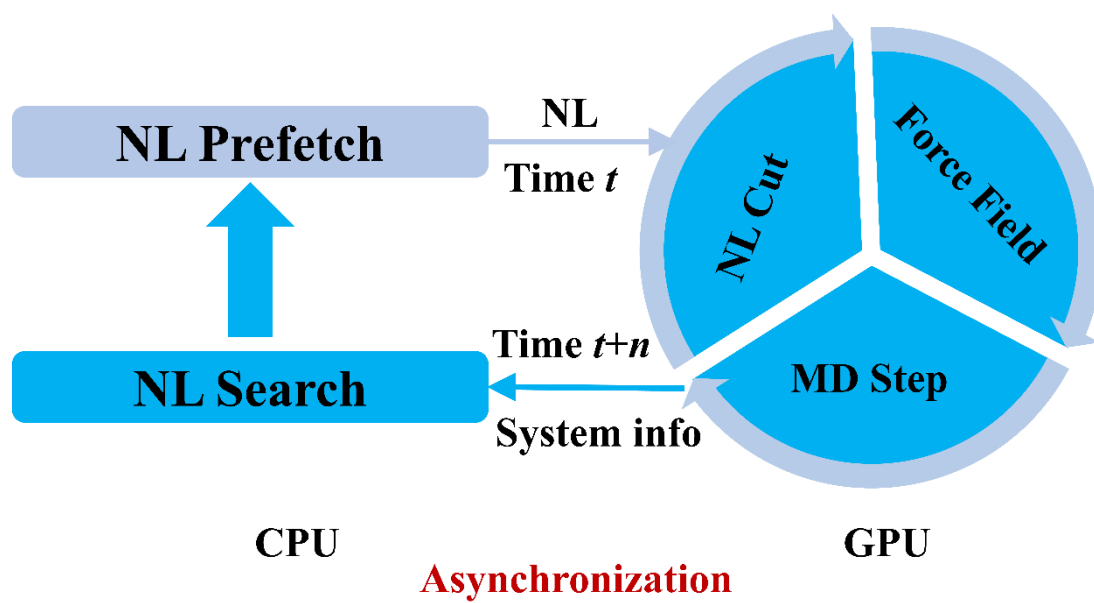 NL Prefetch
NL
Time t
NL Cut
Force Field
MD Step
Time t+n
System info
NL Search
CPU
GPU
Asynchronization